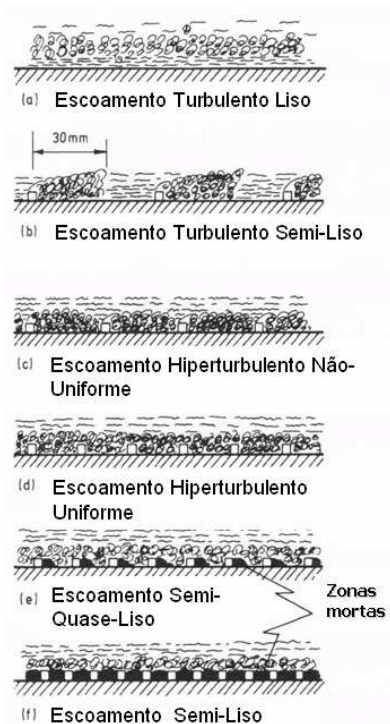 (a) Escoamento Turbulento Liso
30mm
(b) Escoamento Turbulento Semi-Liso
(c) Escoamento Hiperturbulento Não-
Uniforme
(d) Escoamento Hiperturbulento
Uniforme
(e) Escoamento Semi-
Quase-Liso
Zonas
mortas
(f) Escoamento Semi-Liso